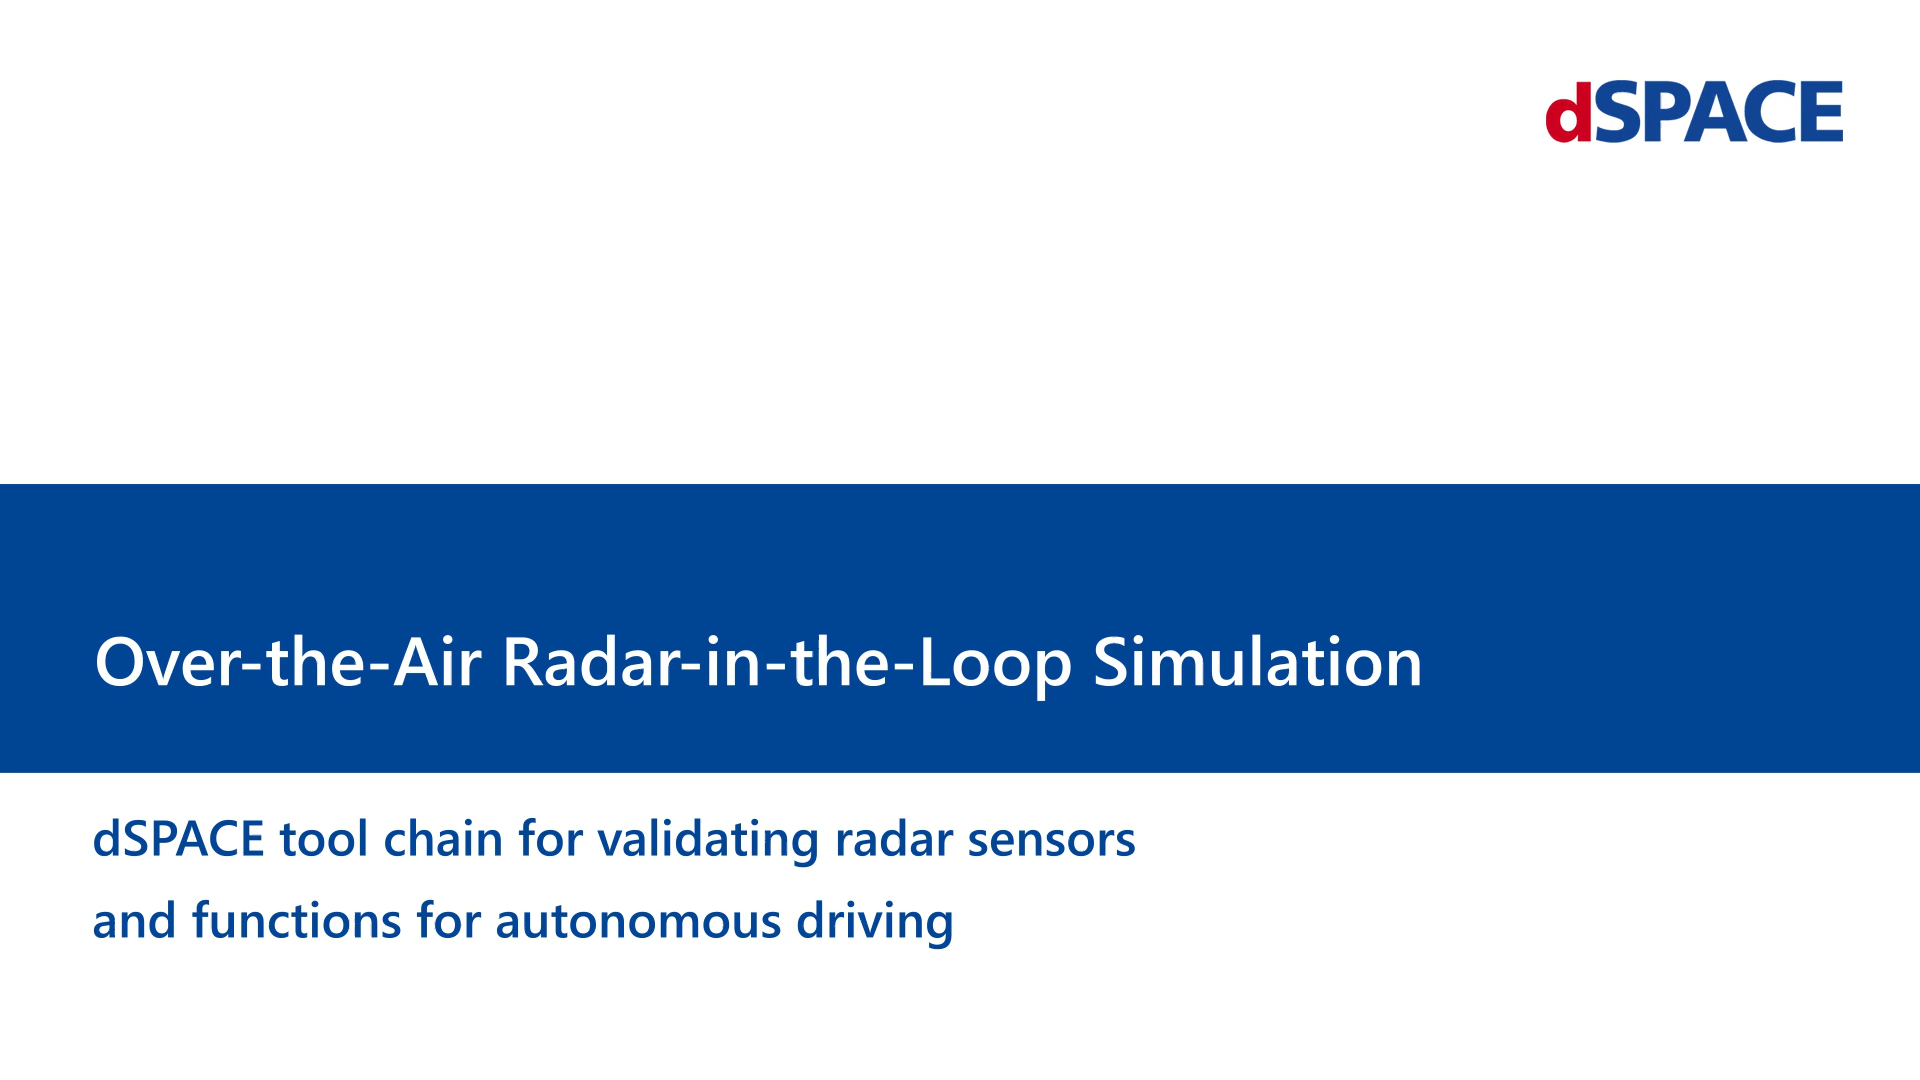 dSPACE
Over-the-Air Radar-in-the-Loop Simulation
dSPACE tool chain for validating radar sensors
and functions for autonomous driving